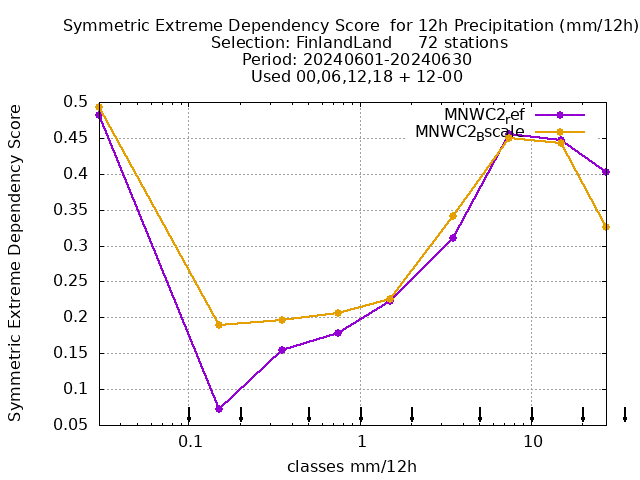 Symmetric Extreme Dependency Score  for 12h Precipitation (mm/12h)
Selection: FinlandLand     72 stations
Period: 20240601-20240630
Used 00,06,12,18 + 12-00
Symmetric Extreme Dependency Score
0.5
0.45
0.4
0.35
0.3
0.25
0.2
0.15
0.1
0.05
MNWC2ref
MNWC2Bscale
0.1
1
10
classes mm/12h